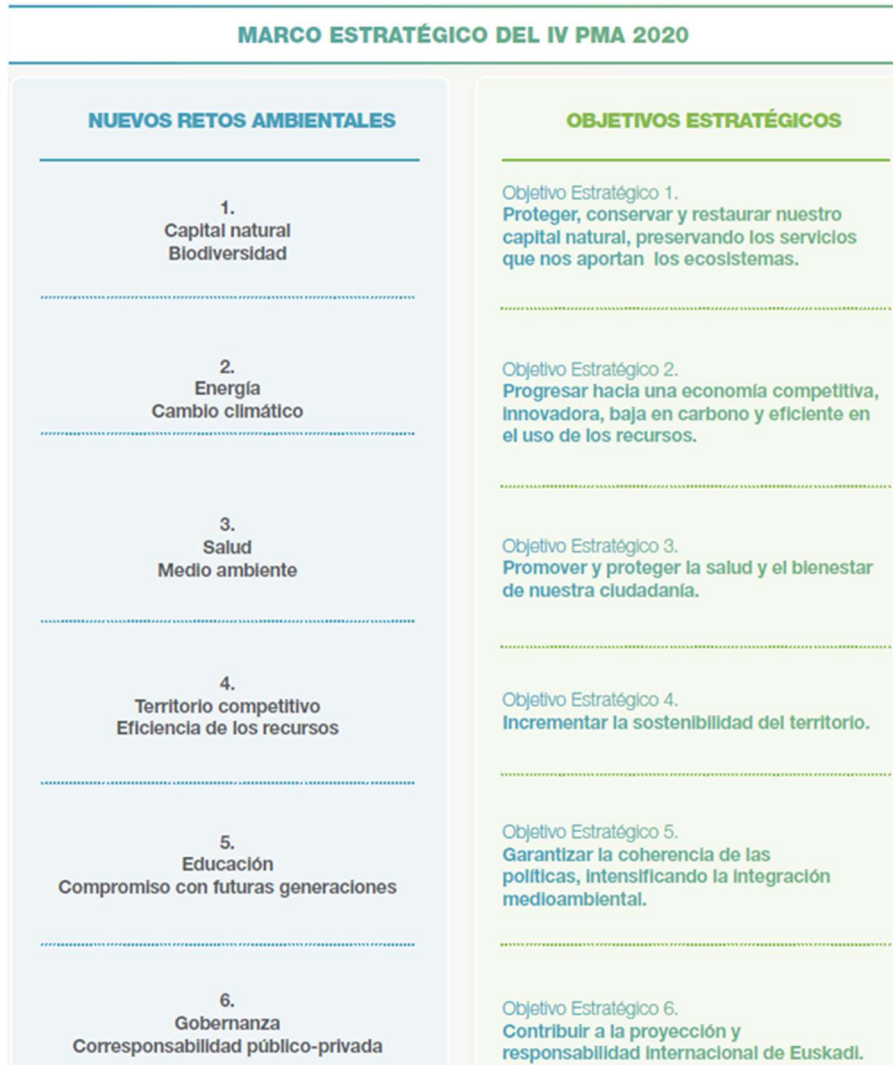 MARCO ESTRATÉGICO DEL IV PMA 2020
NUEVOS RETOS AMBIENTALES
1.
Capital natural
Biodiversidad
2.
Energía
Cambio climático
3.
Salud
Medio ambiente
4.
Territorio competitivo
Eficiencia de los recursos
5.
Educación
Compromiso con futuras generaciones
6.
Gobernanza
Corresponsabilidad público-privada
OBJETIVOS ESTRATÉGICOS
Objetivo Estratégico 1.
Proteger, conservar y restaurar nuestro
capital natural, preservando los servicios
que nos aportan los ecosistemas.
Objetivo Estratégico 2.
Progresar hacia una economía competitiva,
innovadora, baja en carbono y eficiente en
el uso de los recursos.
Objetivo Estratégico 3.
Promover y proteger la salud y el bienestar
de nuestra ciudadanía.
Objetivo Estratégico 4.
Incrementar la sostenibilidad del territorio.
Objetivo Estratégico 5.
Garantizar la coherencia de las
políticas, intensificando la integración
medioambiental.
Objetivo Estratégico 6.
Contribuir a la proyección y
responsabilidad internacional de Euskadi.